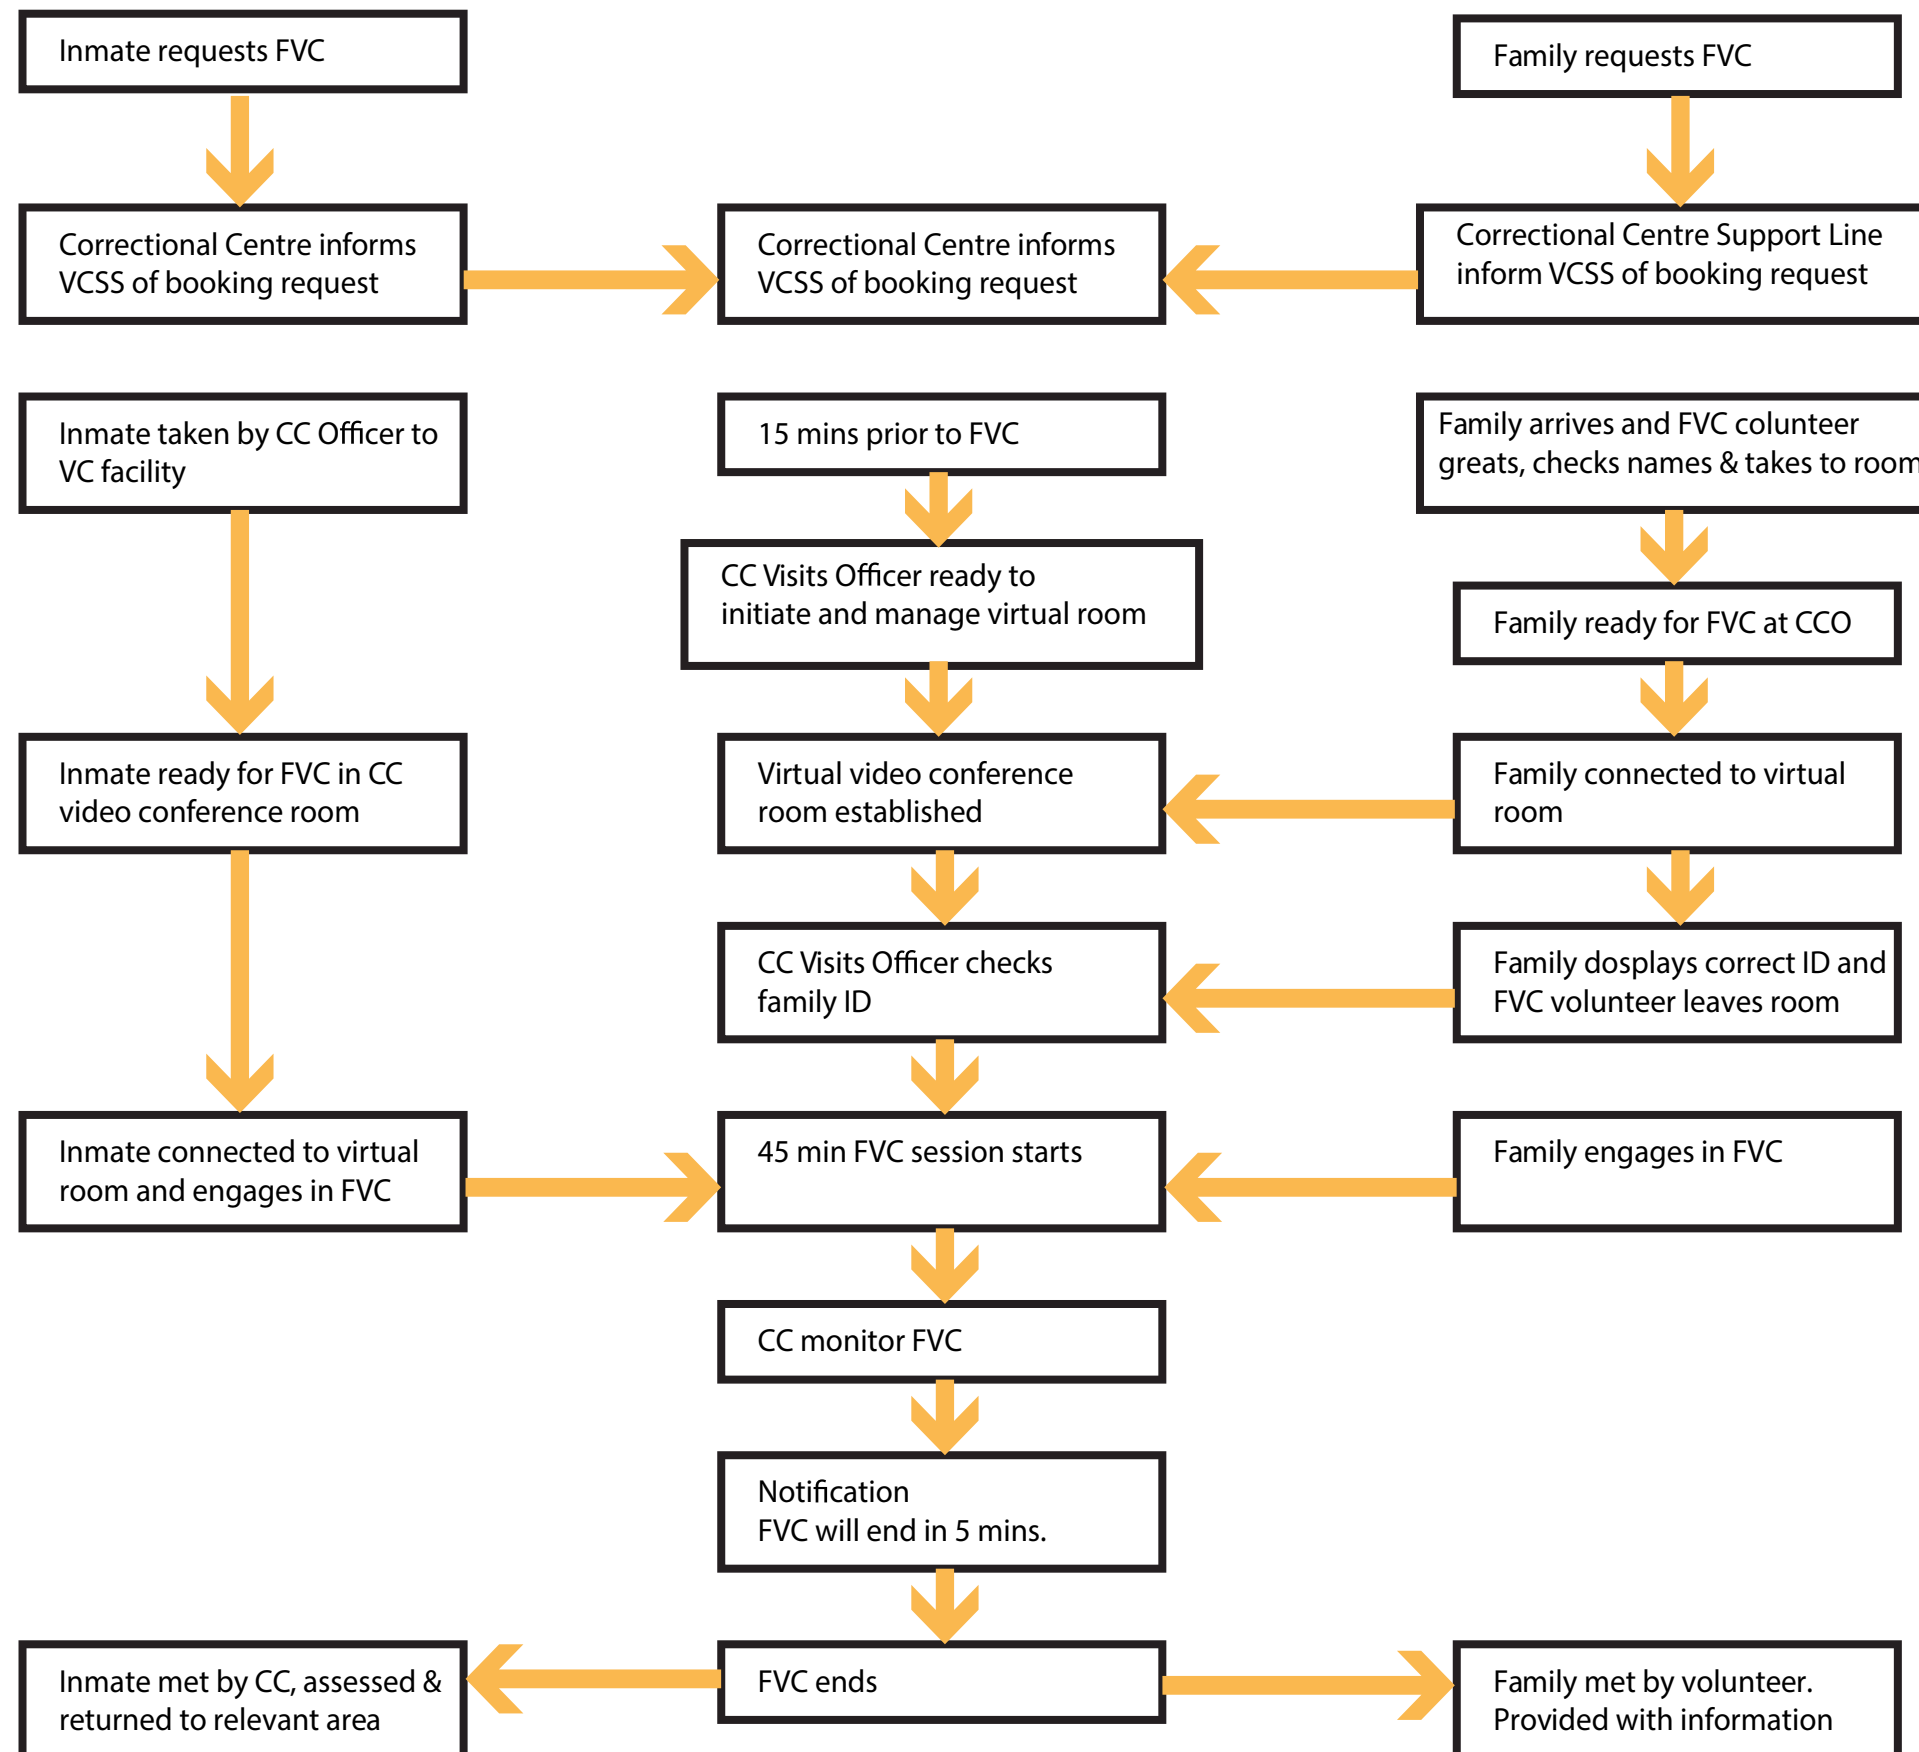 Inmate requests FVC
Family requests FVC
Correctional Centre informs
VCSS of booking request
Correctional Centre informs
VCSS of booking request
Correctional Centre Support Line
inform VCSS of booking request
Inmate taken by CC Officer to
VC facility
15 mins prior to FVC
Family arrives and FVC colunteer
greats, checks names & takes to room
CC Visits Officer ready to
initiate and manage virtual room
Family ready for FVC at CCO
Inmate ready for FVC in CC
video conference room
Virtual video conference
room established
Family connected to virtual
room
CC Visits Officer checks
family ID
Family dosplays correct ID and
FVC volunteer leaves room
Inmate connected to virtual
room and engages in FVC
45 min FVC session starts
Family engages in FVC
CC monitor FVC
Notification
FVC will end in 5 mins.
Inmate met by CC, assessed &
returned to relevant area
FVC ends
Family met by volunteer.
Provided with information